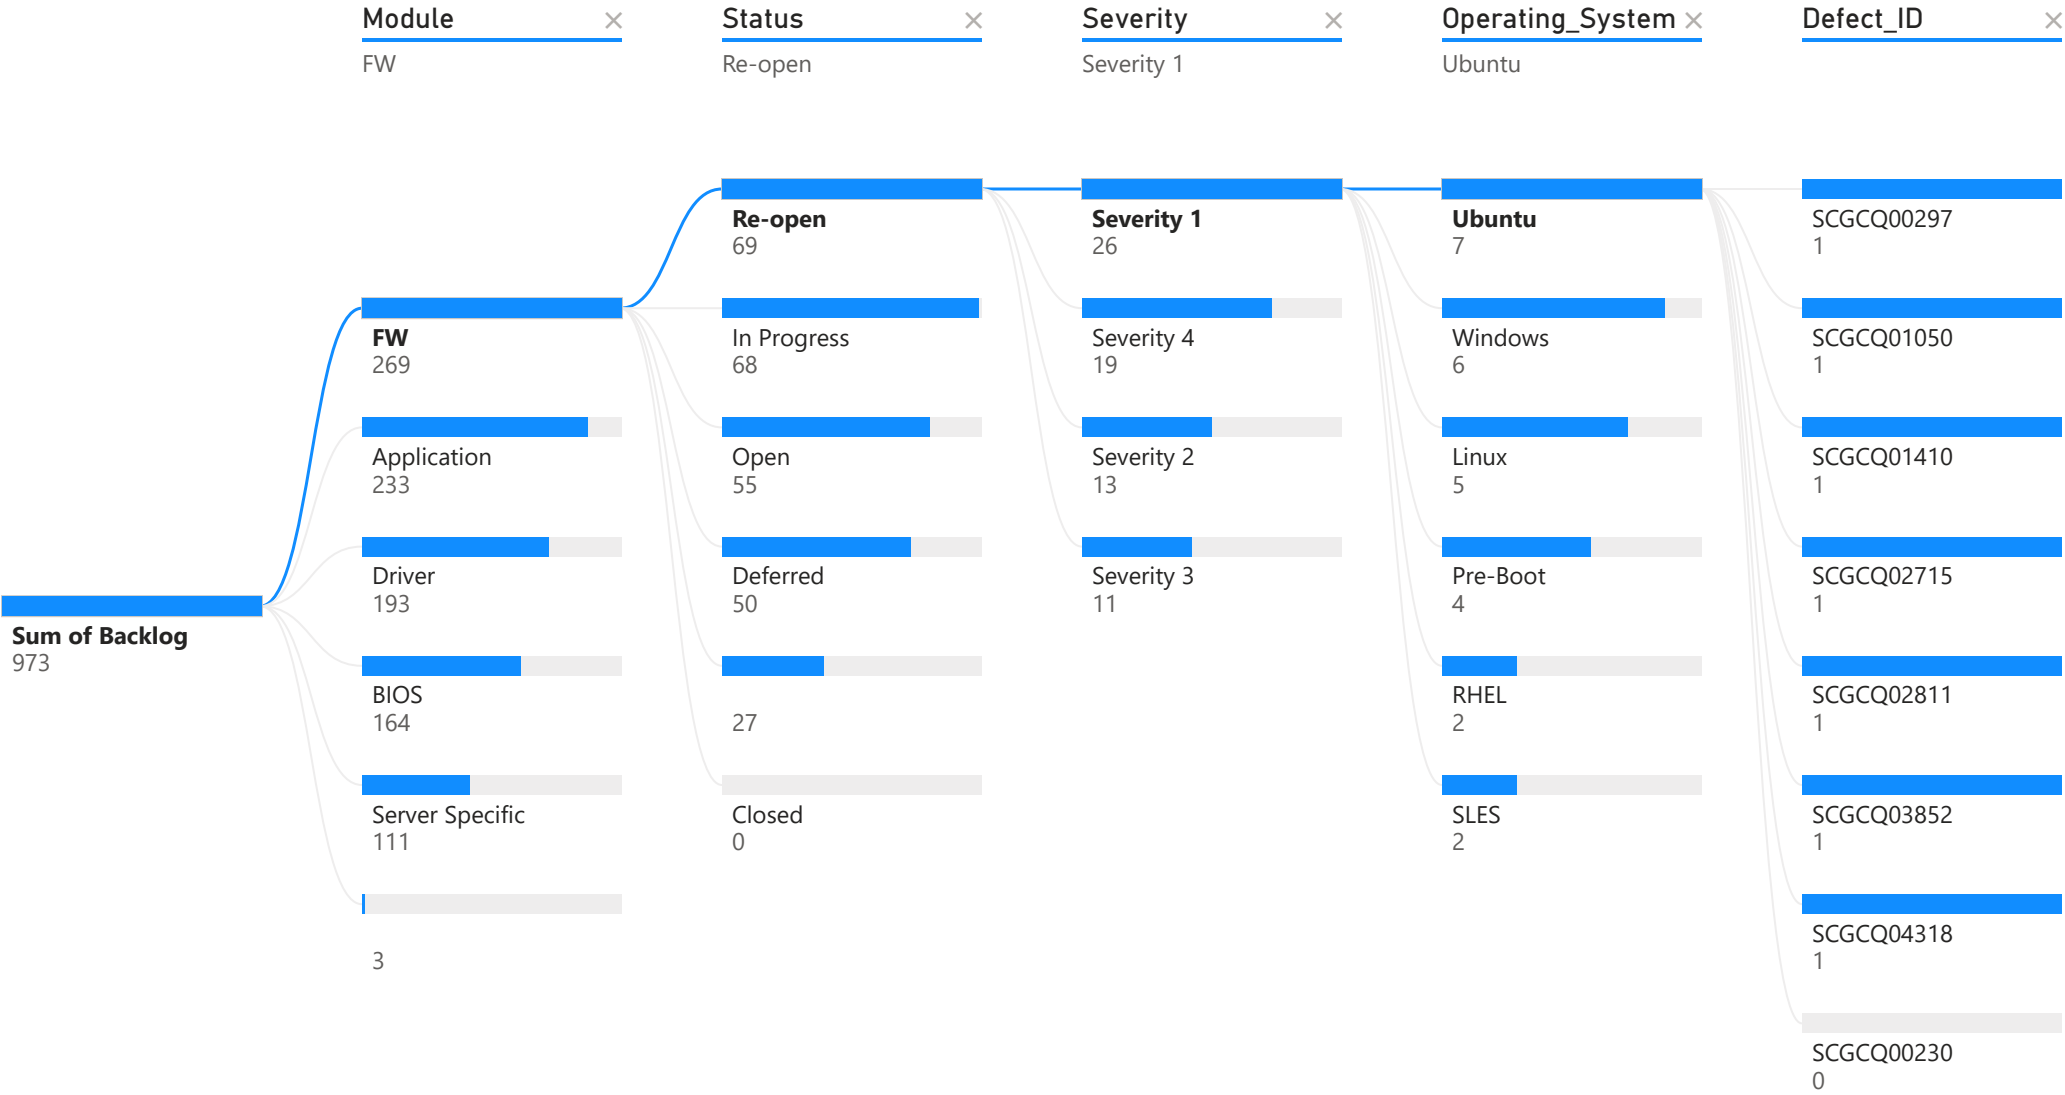 Module
FW
Status
Re-open
Severity
Severity 1
Operating_System
Ubuntu
Defect_ID
Sum of Backlog
973
FW
269
Application
233
Driver
193
BIOS
164
Server Specific
111
3
Re-open
69
In Progress
68
Open
55
Deferred
50
27
Closed
0
Severity 1
26
Severity 4
19
Severity 2
13
Severity 3
11
Ubuntu
7
Windows
6
Linux
5
Pre-Boot
4
RHEL
2
SLES
2
SCGCQ00297
1
SCGCQ01050
1
SCGCQ01410
1
SCGCQ02715
1
SCGCQ02811
1
SCGCQ03852
1
SCGCQ04318
1
SCGCQ00230
0